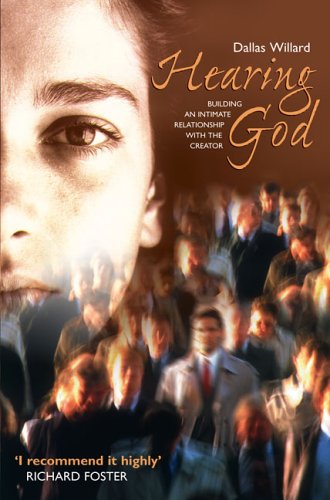 Dallas Willard
Hearing
God
BUILDING
AN INTIMATE
RELATIONSHIP
WITH THE
CREATOR
'I recommend it highly'
RICHARD FOSTER